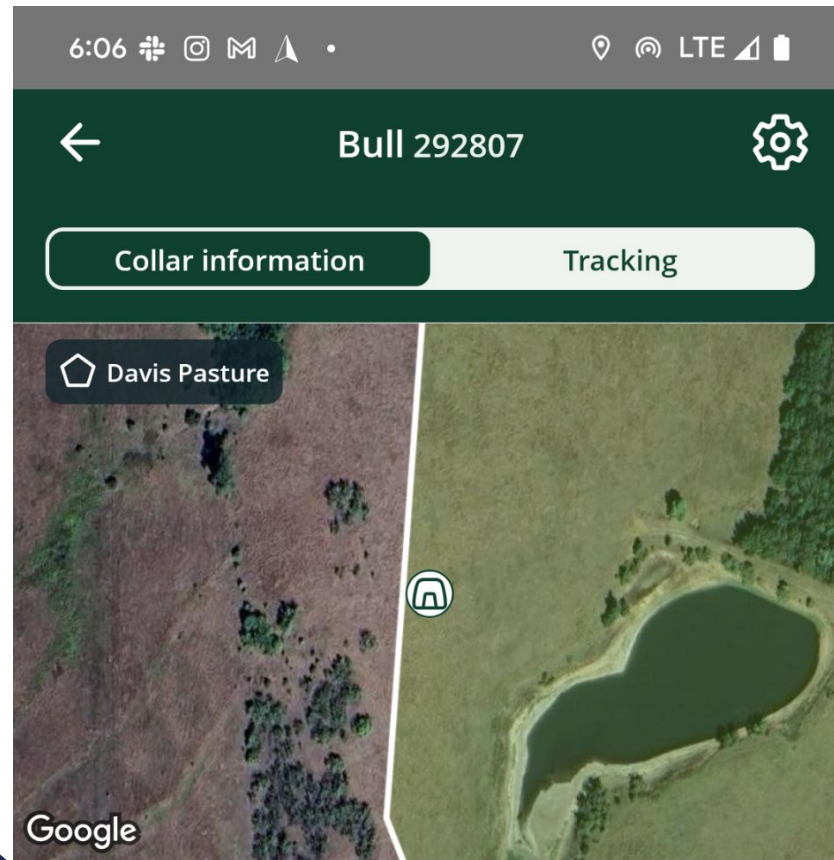 6:06 LTE
Bull 292807
Collar information Tracking
Davis Pasture
Google